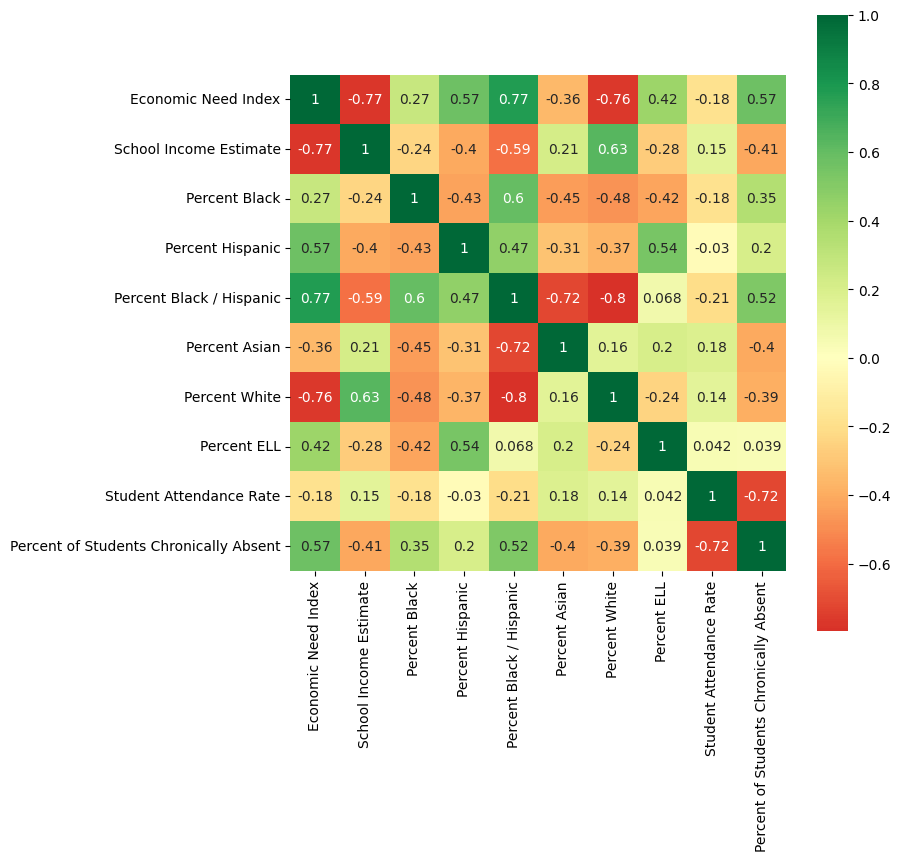 1.0
Economic Need Index 1 -0.77 0.27 0.57 0.77 -0.36 -0.76 0.42 -0.18 0.57
0.8
School Income Estimate -0.77 1 -0.24 -0.4 -0.59 0.21 0.63 -0.28 0.15 -0.41
0.6
Percent Black 0.27 -0.24 1 -0.43 0.6 -0.45 -0.48 -0.42 -0.18 0.35
0.4
Percent Hispanic 0.57 -0.4 -0.43 1 0.47 -0.31 -0.37 0.54 -0.03 0.2
0.2
Percent Black / Hispanic 0.77 -0.59 0.6 0.47 1 -0.72 -0.8 0.068 -0.21 0.52
Percent Asian -0.36 0.21 -0.45 -0.31 -0.72 1 0.16 0.2 0.18 -0.4
0.0
Percent White -0.76 0.63 -0.48 -0.37 -0.8 0.16 1 -0.24 0.14 -0.39
−0.2
Percent ELL 0.42 -0.28 -0.42 0.54 0.068 0.2 -0.24 1 0.042 0.039
−0.4
Student Attendance Rate -0.18 0.15 -0.18 -0.03 -0.21 0.18 0.14 0.042 1 -0.72
Percent of Students Chronically Absent 0.57 -0.41 0.35 0.2 0.52 -0.4 -0.39 0.039 -0.72 1
−0.6
Economic Need Index
School Income Estimate
Percent Black
Percent Hispanic
Percent Black / Hispanic
Percent Asian
Percent White
Percent ELL
Student Attendance Rate
Percent of Students Chronically Absent